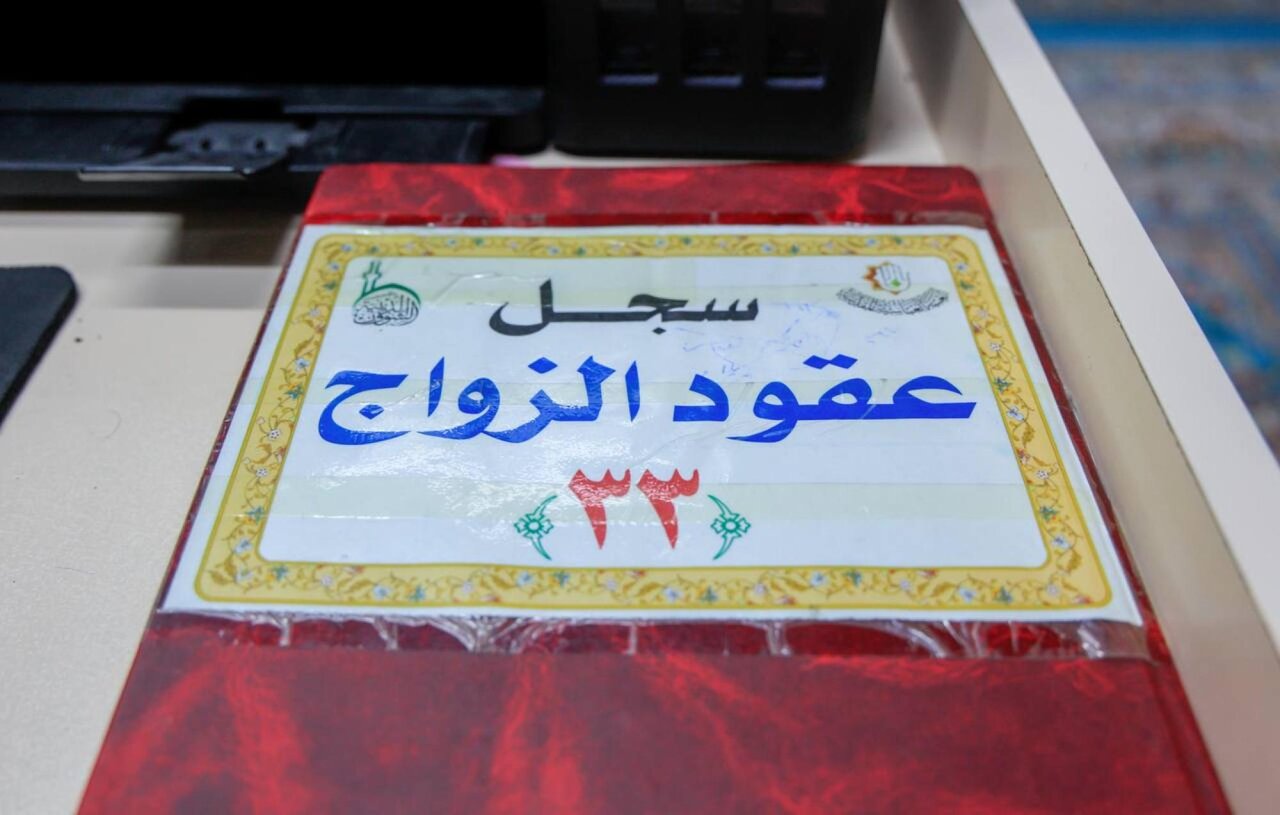 سجل
عقود الزواج
٣٣